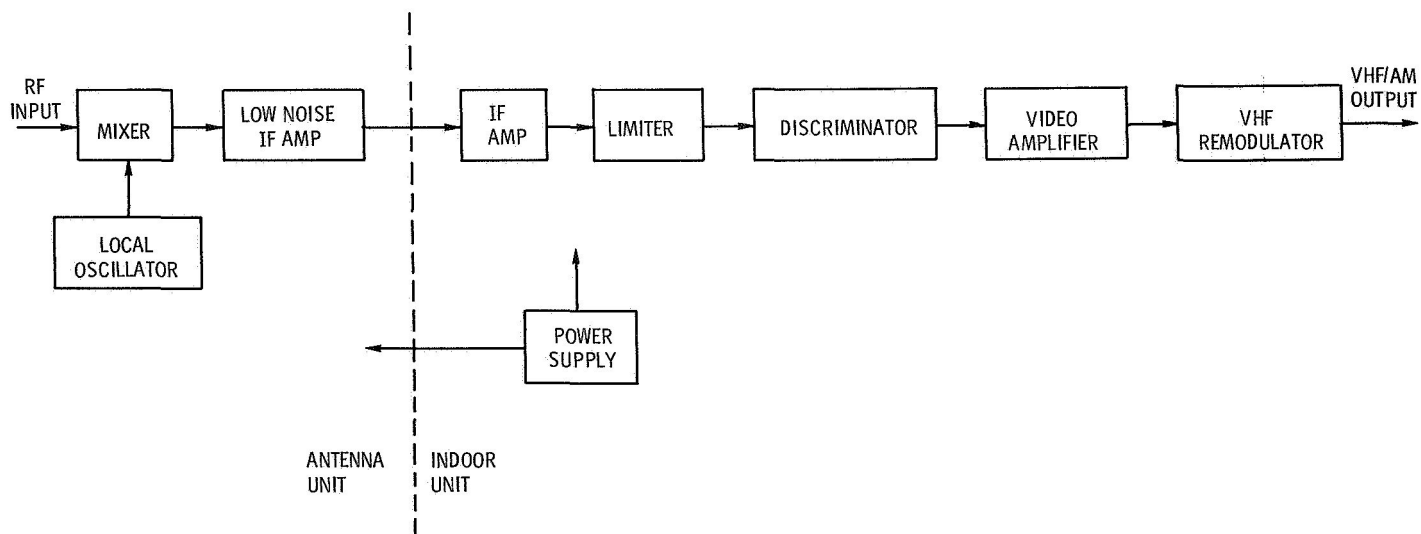 RF
INPUT
MIXER
LOW NOISE
IF AMP
IF
AMP
LIMITER
DISCRIMINATOR
VIDEO
AMPLIFIER
VHF
REMODULATOR
VHF/AM
OUTPUT
LOCAL
OSCILLATOR
POWER
SUPPLY
ANTENNA
UNIT
INDOOR
UNIT